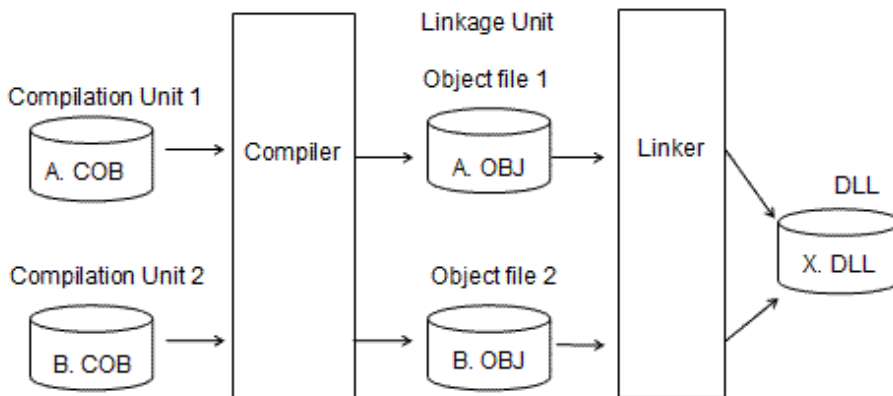 Linkage Unit
Compilation Unit 1
A. COB
Compiler
Object file 1
A. OBJ
Linker
DLL
X. DLL
Compilation Unit 2
B. COB
Object file 2
B. OBJ